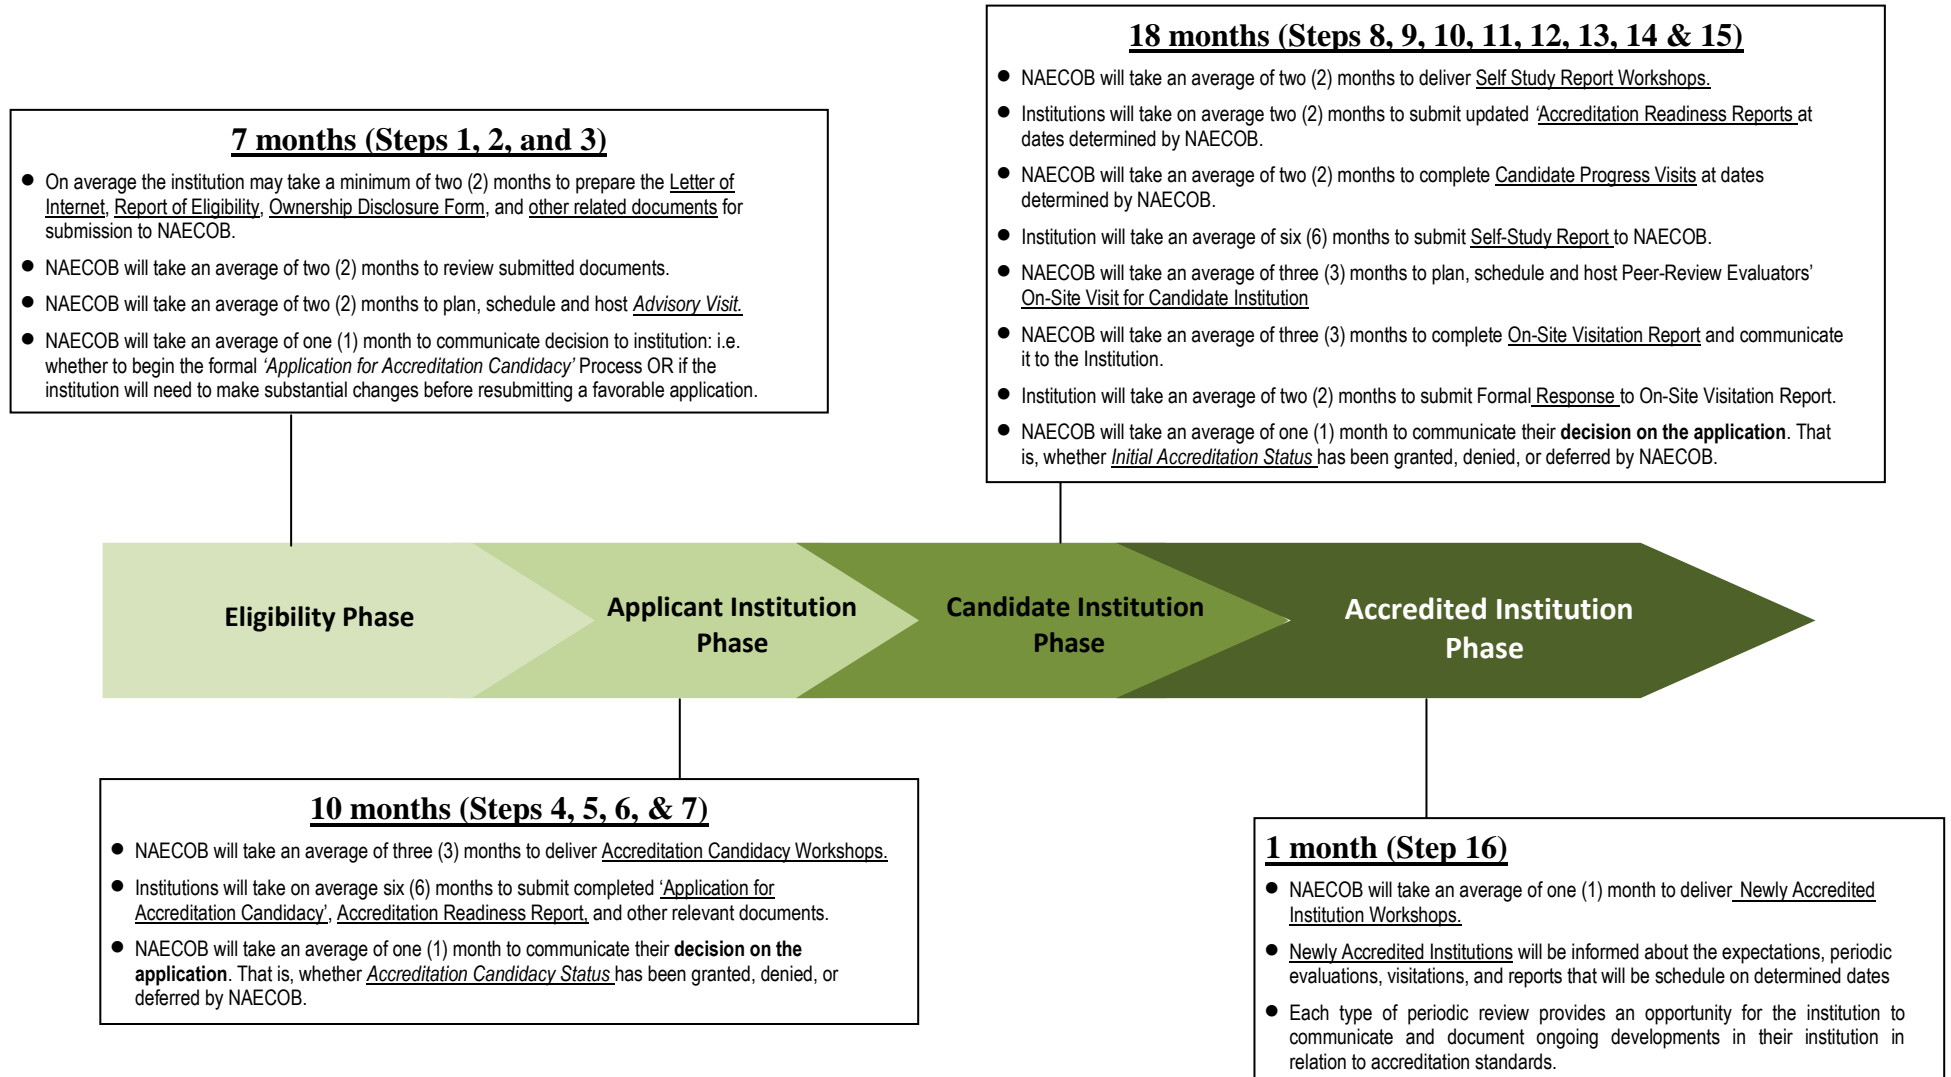 18 months (Steps 8, 9, 10, 11, 12, 13, 14 & 15)
● NAECOB will take an average of two (2) months to deliver Self Study Report Workshops.
● Institutions will take on average two (2) months to submit updated ‘Accreditation Readiness Reports at
dates determined by NAECOB.
● NAECOB will take an average of two (2) months to complete Candidate Progress Visits at dates
determined by NAECOB.
● Institution will take an average of six (6) months to submit Self-Study Report to NAECOB.
● NAECOB will take an average of three (3) months to plan, schedule and host Peer-Review Evaluators’
On-Site Visit for Candidate Institution
● NAECOB will take an average of three (3) months to complete On-Site Visitation Report and communicate
it to the Institution.
● Institution will take an average of two (2) months to submit Formal Response to On-Site Visitation Report.
● NAECOB will take an average of one (1) month to communicate their decision on the application. That
is, whether Initial Accreditation Status has been granted, denied, or deferred by NAECOB.
7 months (Steps 1, 2, and 3)
● On average the institution may take a minimum of two (2) months to prepare the Letter of
Internet, Report of Eligibility, Ownership Disclosure Form, and other related documents for
submission to NAECOB.
● NAECOB will take an average of two (2) months to review submitted documents.
● NAECOB will take an average of two (2) months to plan, schedule and host Advisory Visit.
● NAECOB will take an average of one (1) month to communicate decision to institution: i.e.
whether to begin the formal ‘Application for Accreditation Candidacy’ Process OR if the
institution will need to make substantial changes before resubmitting a favorable application.
Eligibility Phase
Applicant Institution
Phase
Candidate Institution
Phase
Accredited Institution
Phase
10 months (Steps 4, 5, 6, & 7)
● NAECOB will take an average of three (3) months to deliver Accreditation Candidacy Workshops.
● Institutions will take on average six (6) months to submit completed ‘Application for
Accreditation Candidacy’, Accreditation Readiness Report, and other relevant documents.
● NAECOB will take an average of one (1) month to communicate their decision on the
application. That is, whether Accreditation Candidacy Status has been granted, denied, or
deferred by NAECOB.
1 month (Step 16)
● NAECOB will take an average of one (1) month to deliver Newly Accredited
Institution Workshops.
● Newly Accredited Institutions will be informed about the expectations, periodic
evaluations, visitations, and reports that will be schedule on determined dates
● Each type of periodic review provides an opportunity for the institution to
communicate and document ongoing developments in their institution in
relation to accreditation standards.